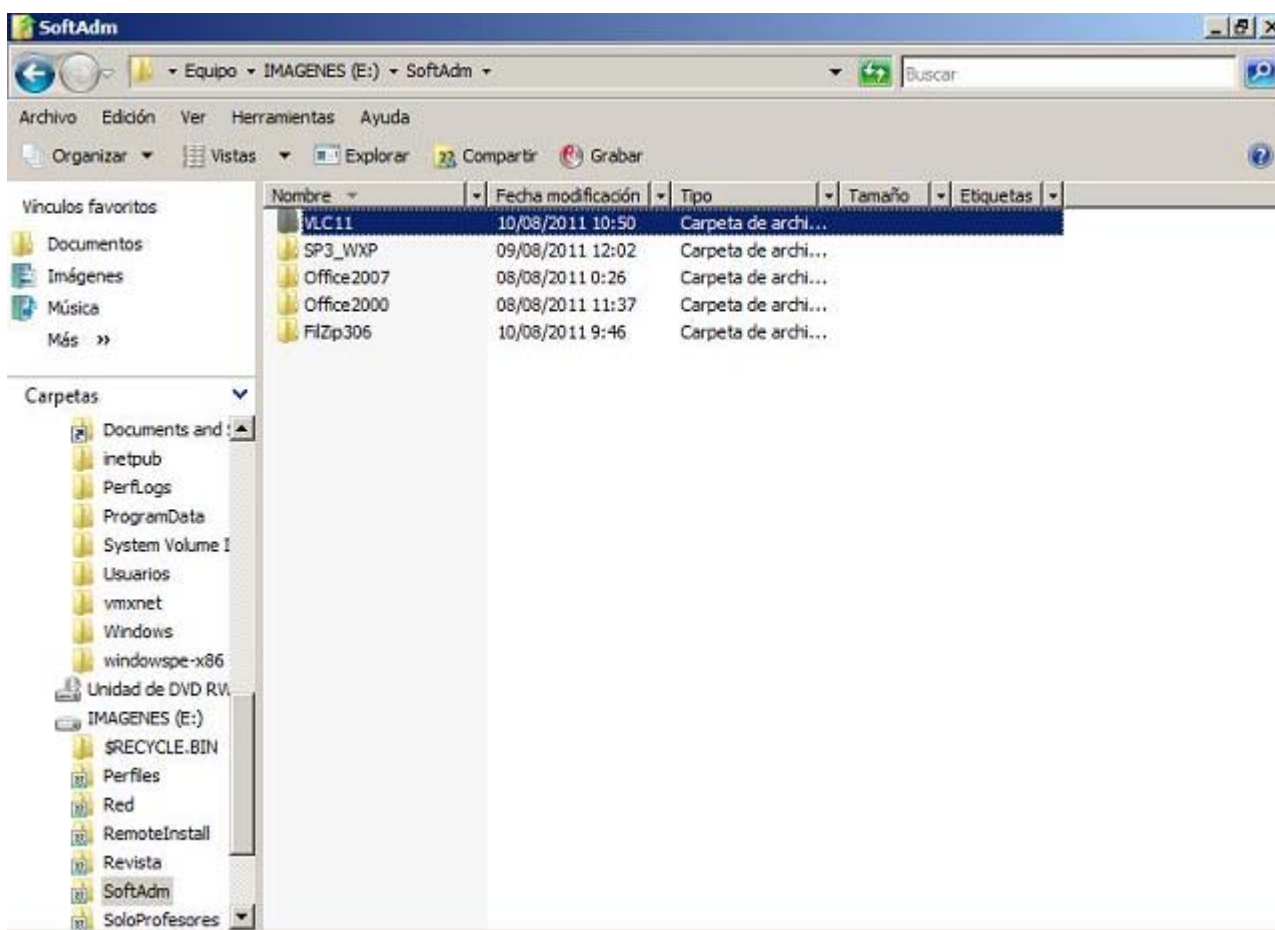 SoftAdm
Equipo IMAGENES (E:) SoftAdm
Buscar
Archivo Edición Ver Herramientas Ayuda
Organizar Vistas Explorar Compartir Grabar
Vínculos favoritos
Documentos
Imágenes
Música
Más »
Carpetas
Documents and S
inetpub
PerfLogs
ProgramData
System Volume I
Usuarios
vmxnet
Windows
windowspe-x86
Unidad de DVD RW
IMAGENES (E:)
$RECYCLE.BIN
Perfiles
Red
RemoteInstall
Revista
SoftAdm
SoloProfesores
Nombre Fecha modificación Tipo Tamaño Etiquetas
VLC11 10/08/2011 10:50 Carpeta de archi...
SP3_WXP 09/08/2011 12:02 Carpeta de archi...
Office2007 08/08/2011 0:26 Carpeta de archi...
Office2000 08/08/2011 11:37 Carpeta de archi...
FilZip306 10/08/2011 9:46 Carpeta de archi...